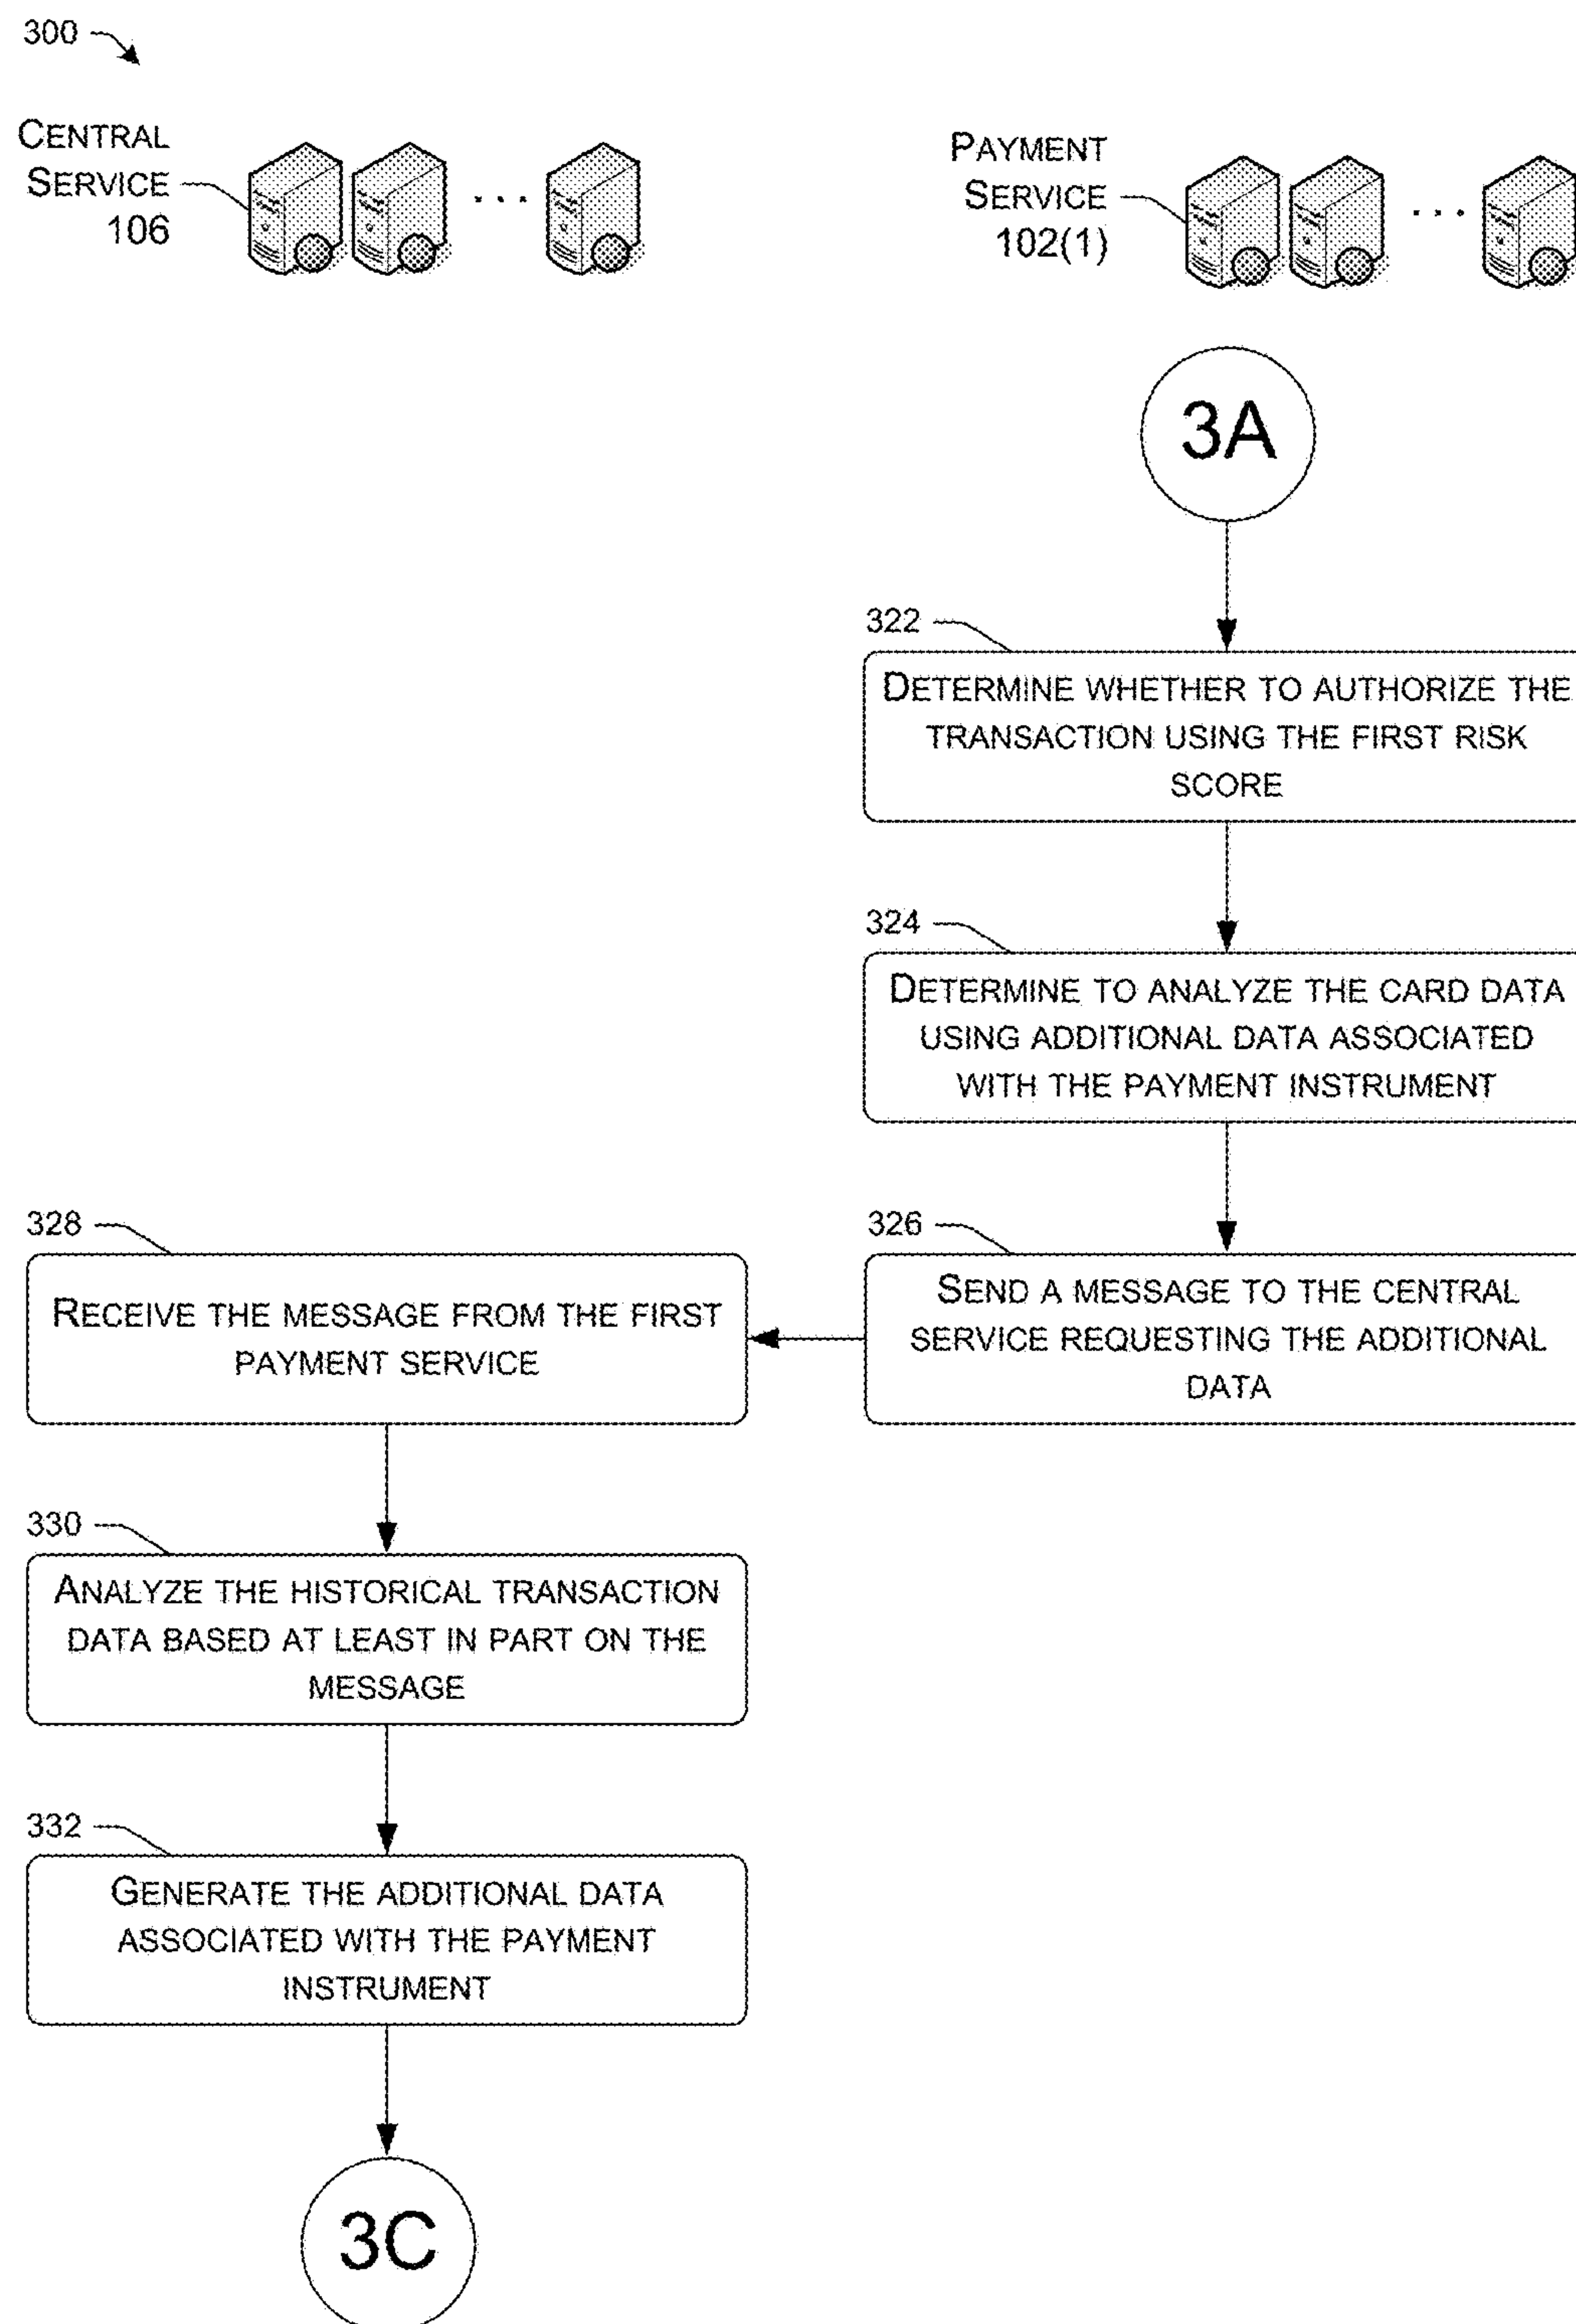 300
CENTRAL
SERVICE
106
. . .
PAYMENT
SERVICE
102(1)
. . .
3A
322
DETERMINE WHETHER TO AUTHORIZE THE
TRANSACTION USING THE FIRST RISK
SCORE
324
DETERMINE TO ANALYZE THE CARD DATA
USING ADDITIONAL DATA ASSOCIATED
WITH THE PAYMENT INSTRUMENT
326
SEND A MESSAGE TO THE CENTRAL
SERVICE REQUESTING THE ADDITIONAL
DATA
328
RECEIVE THE MESSAGE FROM THE FIRST
PAYMENT SERVICE
330
ANALYZE THE HISTORICAL TRANSACTION
DATA BASED AT LEAST IN PART ON THE
MESSAGE
332
GENERATE THE ADDITIONAL DATA
ASSOCIATED WITH THE PAYMENT
INSTRUMENT
3C